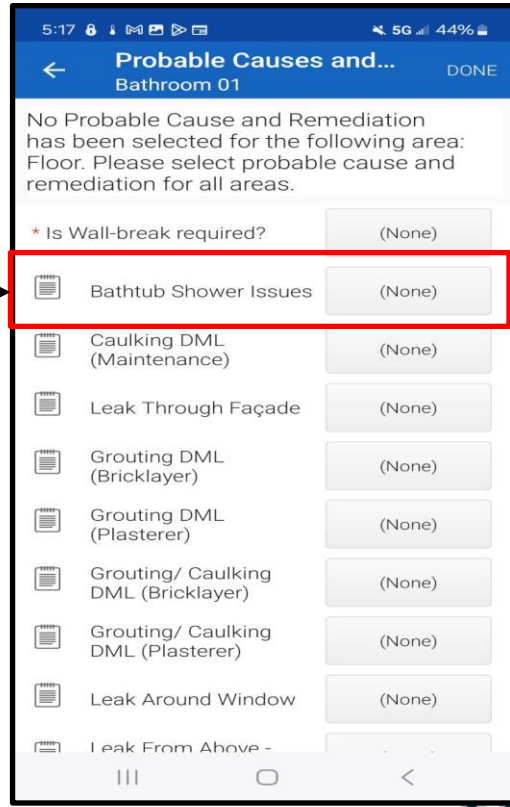 5:17 5G 44%
Probable Causes and...
DONE
Bathroom 01
No Probable Cause and Remediation
has been selected for the following area:
Floor. Please select probable cause and
remediation for all areas.
* Is Wall-break required? (None)
Bathtub Shower Issues (None)
Caulking DML
(Maintenance) (None)
Leak Through Façade (None)
Grouting DML
(Bricklayer) (None)
Grouting DML
(Plasterer) (None)
Grouting/ Caulking
DML (Bricklayer) (None)
Grouting/ Caulking
DML (Plasterer) (None)
Leak Around Window (None)
Leak From Above -